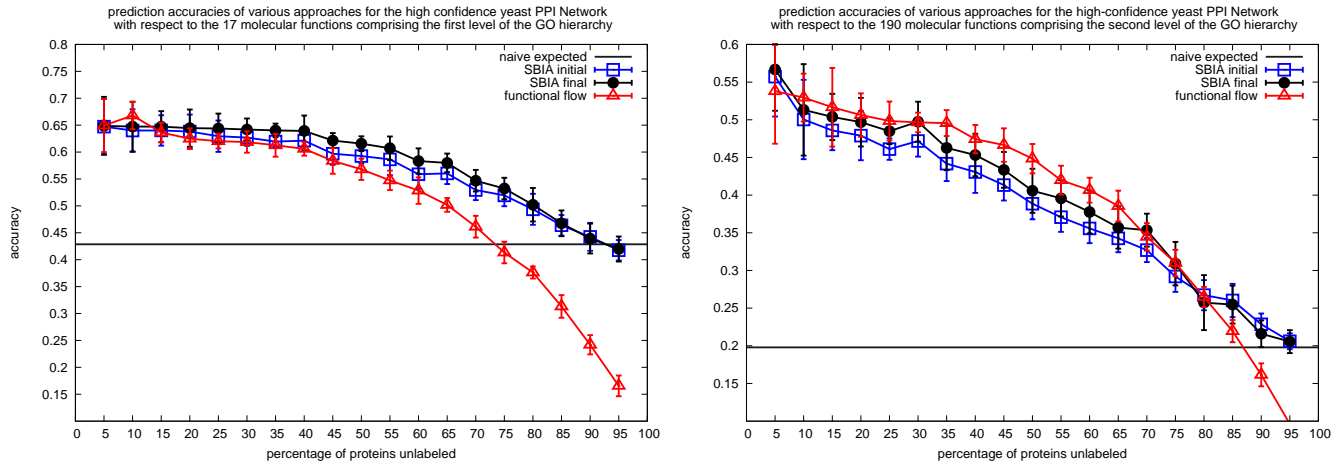 prediction accuracies of various approaches for the high confidence yeast PPI Network
with respect to the 17 molecular functions comprising the first level of the GO hierarchy
0.8
0.75
0.7
0.65
0.6
0.55
0.5
0.45
0.4
0.35
0.3
0.25
0.2
0.15
accuracy
naive expected
SBIA initial
SBIA final
functional flow
0 5 10 15 20 25 30 35 40 45 50 55 60 65 70 75 80 85 90 95 100
percentage of proteins unlabeled
prediction accuracies of various approaches for the high-confidence yeast PPI Network
with respect to the 190 molecular functions comprising the second level of the GO hierarchy
0.6
0.55
0.5
0.45
0.4
0.35
0.3
0.25
0.2
0.15
accuracy
naive expected
SBIA initial
SBIA final
functional flow
0 5 10 15 20 25 30 35 40 45 50 55 60 65 70 75 80 85 90 95 100
percentage of proteins unlabeled